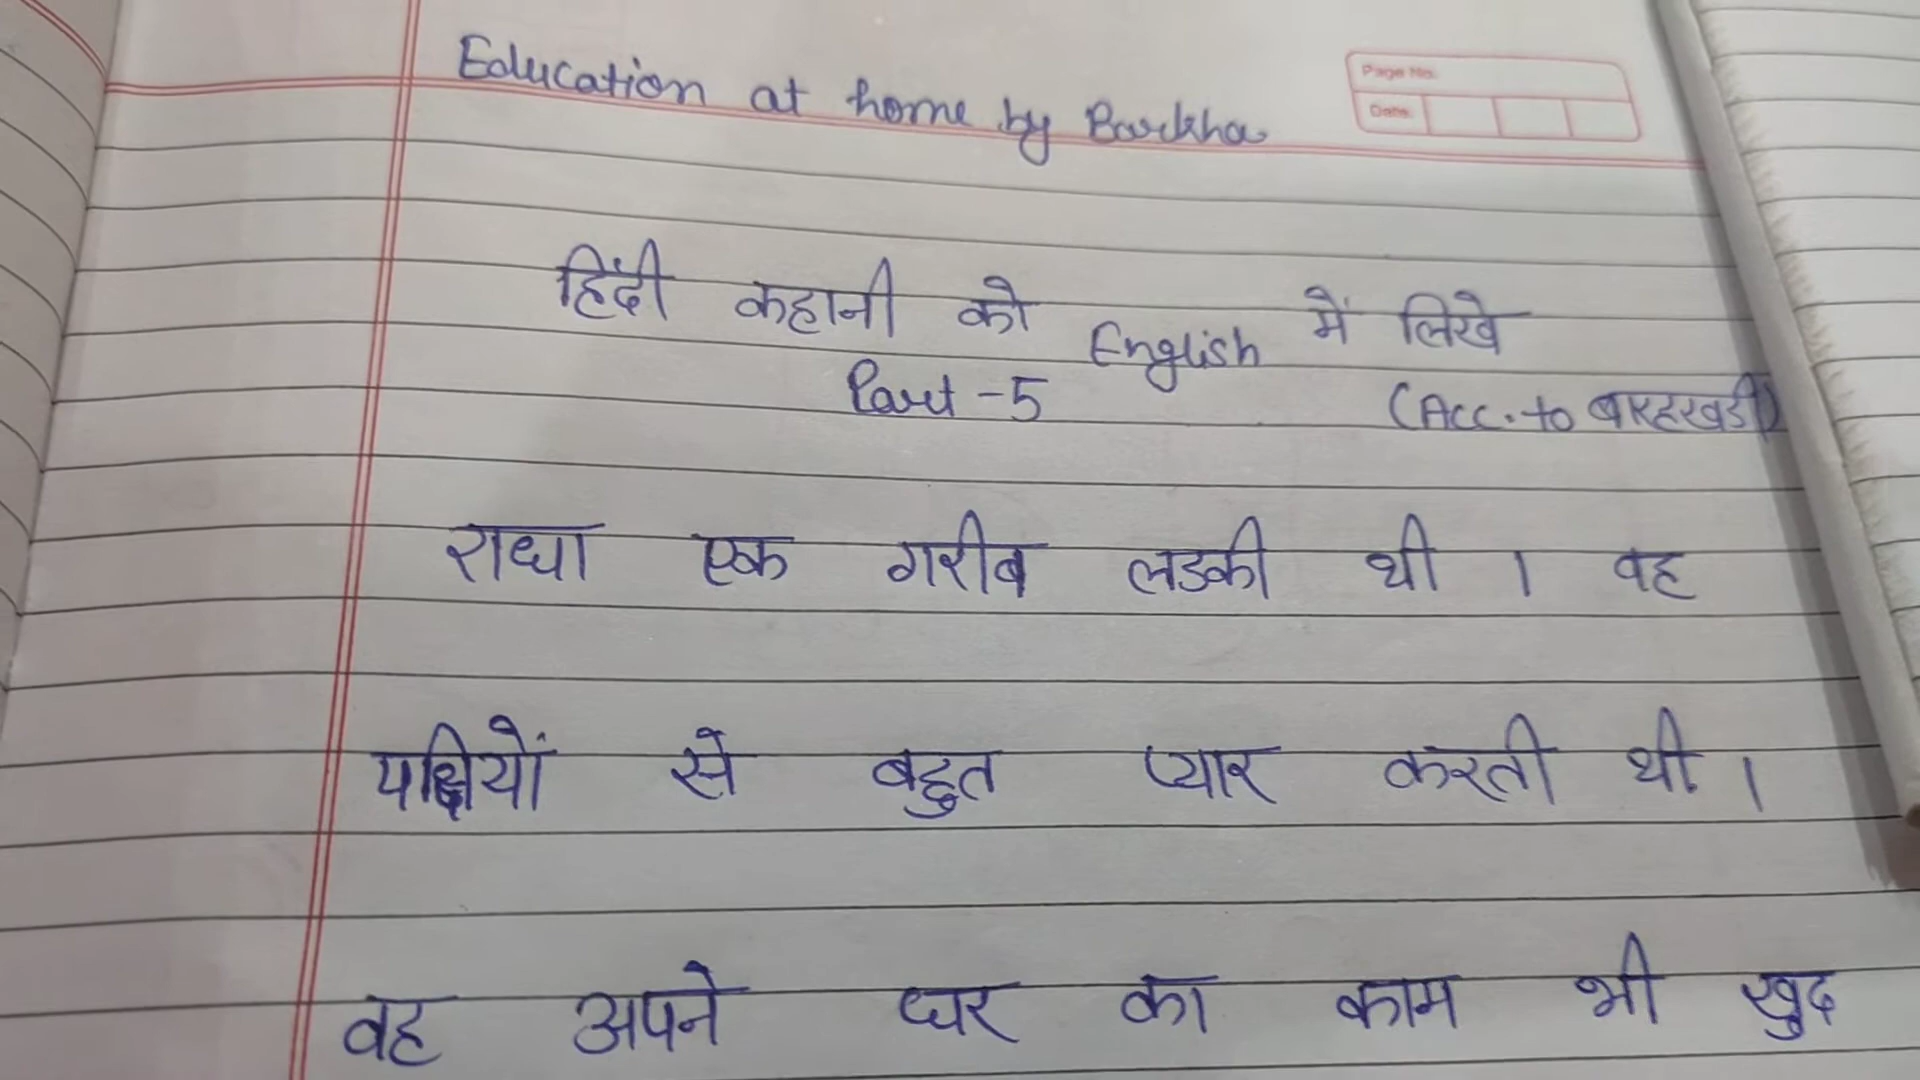 Education at home by Barkha
Page No.
Date
हिंदी कहानी को English में लिखे
Part - 5 (Acc. to बारहखडी)
राधा एक गरीब लडकी थी । वह
पक्षियों से बहुत प्यार करती थी ।
वह अपने घर का काम भी खुद